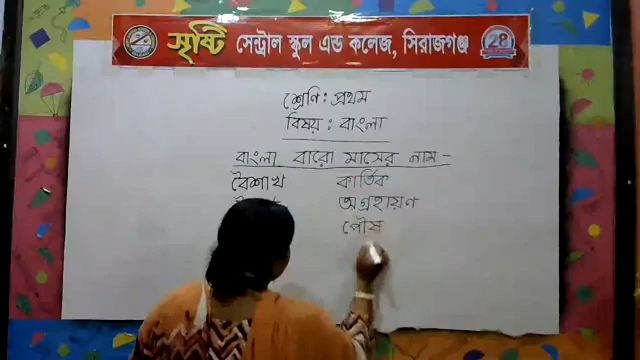 সৃষ্টি সেন্ট্রাল স্কুল এন্ড কলেজ, সিরাজগঞ্জ
শ্রেণি : প্রথম
বিষয় : বাংলা
বাংলা বারো মাসের নাম -
বৈশাখ কার্তিক
অগ্রহায়ণ
পৌষ